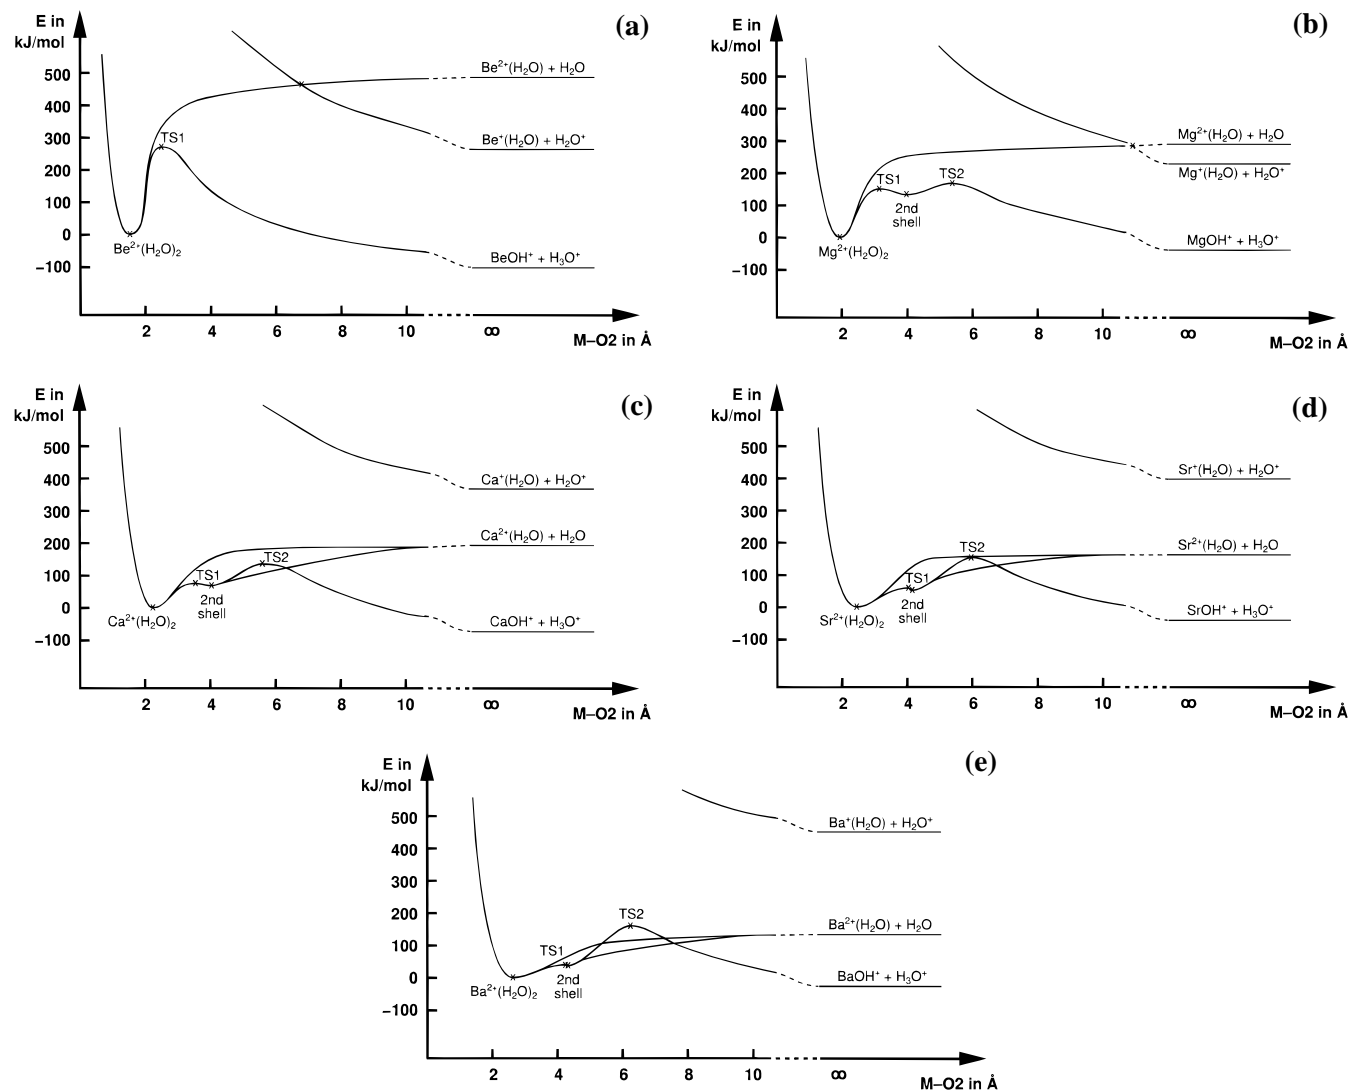 E in
kJ/mol
(a)
500
400
300
200
100
0
−100
TS1
Be²⁺(H₂O)₂
Be²⁺(H₂O) + H₂O
Be⁺(H₂O) + H₂O⁺
BeOH⁺ + H₃O⁺
2 4 6 8 10 ∞
M–O2 in Å
E in
kJ/mol
(b)
500
400
300
200
100
0
−100
TS1
TS2
2nd
shell
Mg²⁺(H₂O)₂
Mg²⁺(H₂O) + H₂O
Mg⁺(H₂O) + H₂O⁺
MgOH⁺ + H₃O⁺
2 4 6 8 10 ∞
M–O2 in Å
E in
kJ/mol
(c)
500
400
300
200
100
0
−100
TS1
TS2
2nd
shell
Ca²⁺(H₂O)₂
Ca⁺(H₂O) + H₂O⁺
Ca²⁺(H₂O) + H₂O
CaOH⁺ + H₃O⁺
2 4 6 8 10 ∞
M–O2 in Å
E in
kJ/mol
(d)
500
400
300
200
100
0
−100
TS1
TS2
2nd
shell
Sr²⁺(H₂O)₂
Sr⁺(H₂O) + H₂O⁺
Sr²⁺(H₂O) + H₂O
SrOH⁺ + H₃O⁺
2 4 6 8 10 ∞
M–O2 in Å
E in
kJ/mol
(e)
500
400
300
200
100
0
−100
TS1
TS2
2nd
shell
Ba²⁺(H₂O)₂
Ba⁺(H₂O) + H₂O⁺
Ba²⁺(H₂O) + H₂O
BaOH⁺ + H₃O⁺
2 4 6 8 10 ∞
M–O2 in Å